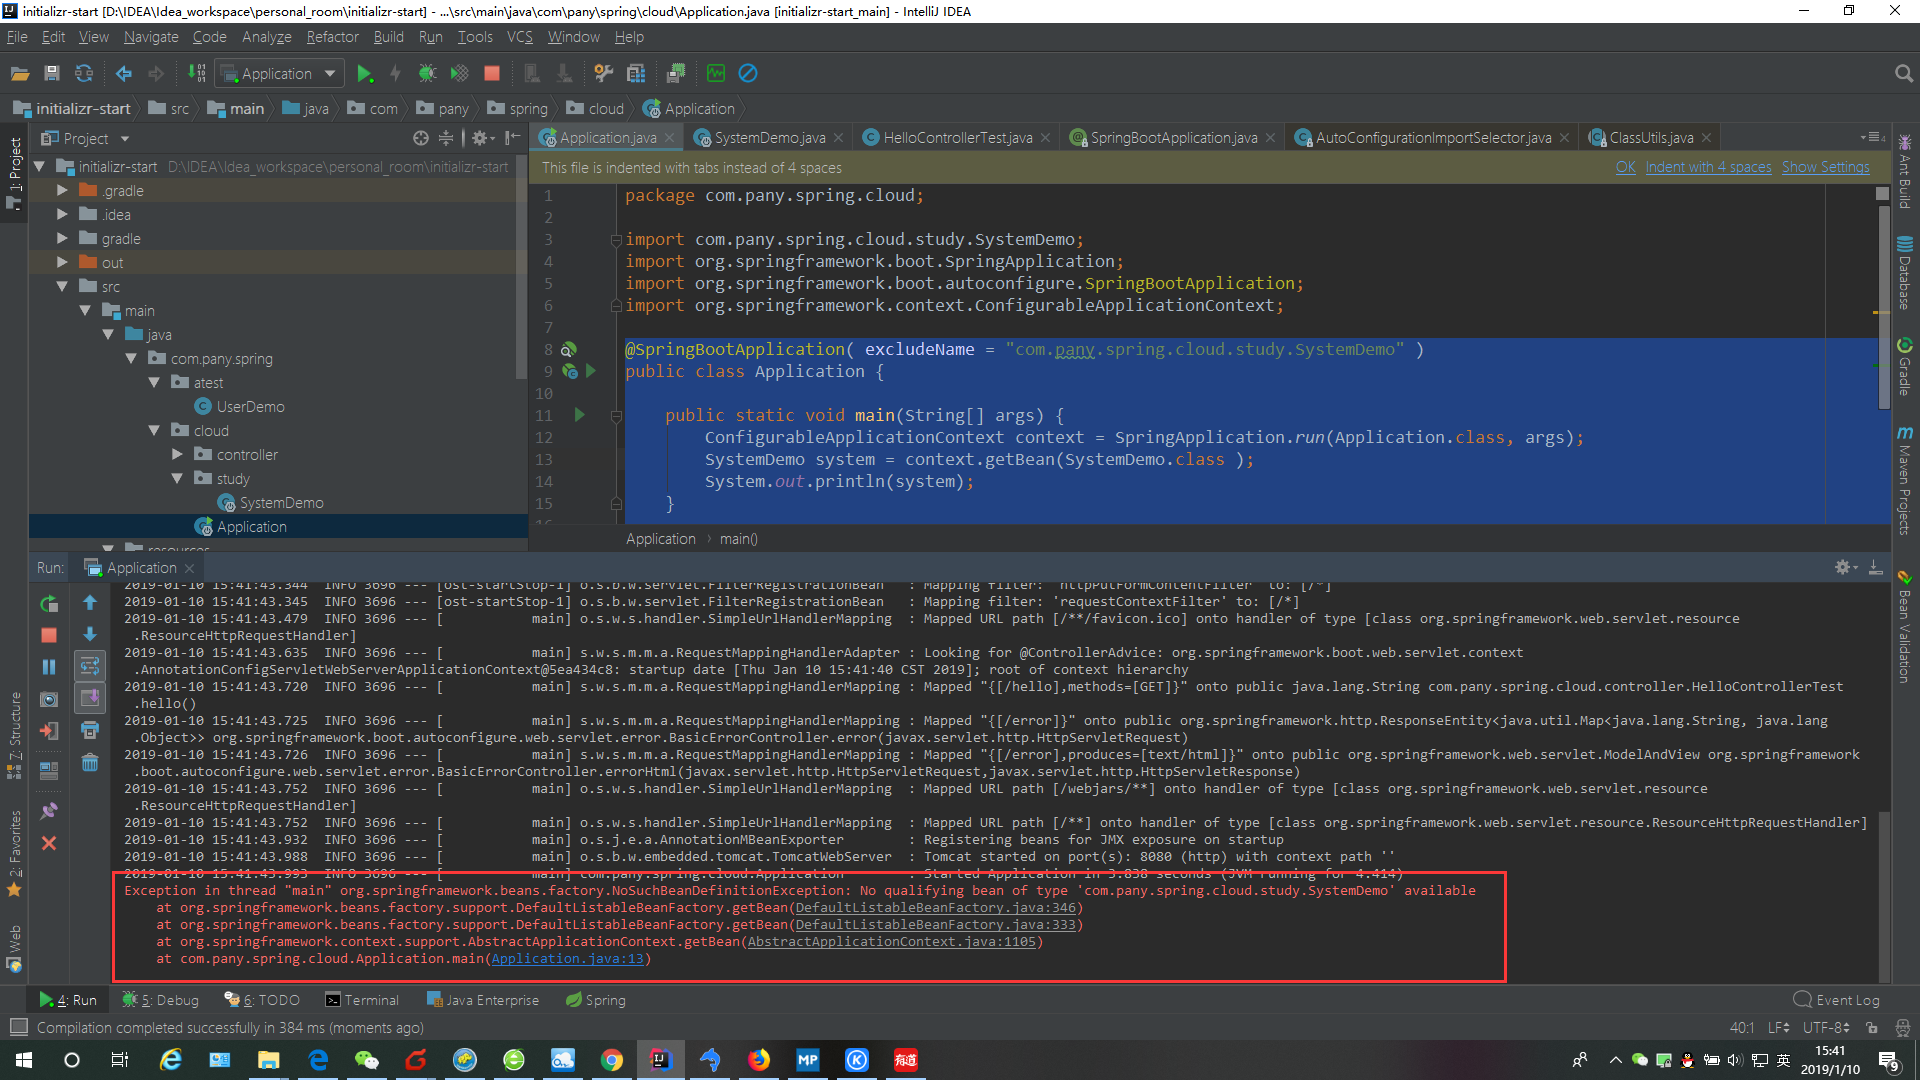 initializr-start [D:\IDEA\Idea_workspace\personal_room\initializr-start] - ...\src\main\java\com\pany\spring\cloud\Application.java [initializr-start_main] - IntelliJ IDEA
File Edit View Navigate Code Analyze Refactor Build Run Tools VCS Window Help
Application
initializr-start src main java com pany spring cloud Application
Project
Application.java SystemDemo.java HelloControllerTest.java SpringBootApplication.java AutoConfigurationImportSelector.java ClassUtils.java
This file is indented with tabs instead of 4 spaces OK Indent with 4 spaces Show Settings
1: Project
initializr-start D:\IDEA\Idea_workspace\personal_room\initializr-start
.gradle
.idea
gradle
out
src
main
java
com.pany.spring
atest
UserDemo
cloud
controller
study
SystemDemo
Application
resources
1 package com.pany.spring.cloud;
2
3 import com.pany.spring.cloud.study.SystemDemo;
4 import org.springframework.boot.SpringApplication;
5 import org.springframework.boot.autoconfigure.SpringBootApplication;
6 import org.springframework.context.ConfigurableApplicationContext;
7
8 @SpringBootApplication( excludeName = "com.pany.spring.cloud.study.SystemDemo" )
9 public class Application {
10
11 public static void main(String[] args) {
12 ConfigurableApplicationContext context = SpringApplication.run(Application.class, args);
13 SystemDemo system = context.getBean(SystemDemo.class );
14 System.out.println(system);
15 }
16
Application › main()
Ant Build
Database
Gradle
Maven Projects
Bean Validation
Run: Application
2019-01-10 15:41:43.344 INFO 3696 --- [ost-startStop-1] o.s.b.w.servlet.FilterRegistrationBean : Mapping filter: 'httpPutFormContentFilter' to: [/*]
2019-01-10 15:41:43.345 INFO 3696 --- [ost-startStop-1] o.s.b.w.servlet.FilterRegistrationBean : Mapping filter: 'requestContextFilter' to: [/*]
2019-01-10 15:41:43.479 INFO 3696 --- [ main] o.s.w.s.handler.SimpleUrlHandlerMapping : Mapped URL path [/**/favicon.ico] onto handler of type [class org.springframework.web.servlet.resource
.ResourceHttpRequestHandler]
2019-01-10 15:41:43.635 INFO 3696 --- [ main] s.w.s.m.m.a.RequestMappingHandlerAdapter : Looking for @ControllerAdvice: org.springframework.boot.web.servlet.context
.AnnotationConfigServletWebServerApplicationContext@5ea434c8: startup date [Thu Jan 10 15:41:40 CST 2019]; root of context hierarchy
2019-01-10 15:41:43.720 INFO 3696 --- [ main] s.w.s.m.m.a.RequestMappingHandlerMapping : Mapped "{[/hello],methods=[GET]}" onto public java.lang.String com.pany.spring.cloud.controller.HelloControllerTest
.hello()
2019-01-10 15:41:43.725 INFO 3696 --- [ main] s.w.s.m.m.a.RequestMappingHandlerMapping : Mapped "{[/error]}" onto public org.springframework.http.ResponseEntity<java.util.Map<java.lang.String, java.lang
.Object>> org.springframework.boot.autoconfigure.web.servlet.error.BasicErrorController.error(javax.servlet.http.HttpServletRequest)
2019-01-10 15:41:43.726 INFO 3696 --- [ main] s.w.s.m.m.a.RequestMappingHandlerMapping : Mapped "{[/error],produces=[text/html]}" onto public org.springframework.web.servlet.ModelAndView org.springframework
.boot.autoconfigure.web.servlet.error.BasicErrorController.errorHtml(javax.servlet.http.HttpServletRequest,javax.servlet.http.HttpServletResponse)
2019-01-10 15:41:43.752 INFO 3696 --- [ main] o.s.w.s.handler.SimpleUrlHandlerMapping : Mapped URL path [/webjars/**] onto handler of type [class org.springframework.web.servlet.resource
.ResourceHttpRequestHandler]
2019-01-10 15:41:43.752 INFO 3696 --- [ main] o.s.w.s.handler.SimpleUrlHandlerMapping : Mapped URL path [/**] onto handler of type [class org.springframework.web.servlet.resource.ResourceHttpRequestHandler]
2019-01-10 15:41:43.932 INFO 3696 --- [ main] o.s.j.e.a.AnnotationMBeanExporter : Registering beans for JMX exposure on startup
2019-01-10 15:41:43.988 INFO 3696 --- [ main] o.s.b.w.embedded.tomcat.TomcatWebServer : Tomcat started on port(s): 8080 (http) with context path ''
2019-01-10 15:41:43.993 INFO 3696 --- [ main] com.pany.spring.cloud.Application : Started Application in 3.838 seconds (JVM running for 4.414)
Exception in thread "main" org.springframework.beans.factory.NoSuchBeanDefinitionException: No qualifying bean of type 'com.pany.spring.cloud.study.SystemDemo' available
at org.springframework.beans.factory.support.DefaultListableBeanFactory.getBean(DefaultListableBeanFactory.java:346)
at org.springframework.beans.factory.support.DefaultListableBeanFactory.getBean(DefaultListableBeanFactory.java:333)
at org.springframework.context.support.AbstractApplicationContext.getBean(AbstractApplicationContext.java:1105)
at com.pany.spring.cloud.Application.main(Application.java:13)
7: Structure
2: Favorites
Web
4: Run 5: Debug 6: TODO Terminal Java Enterprise Spring Event Log
Compilation completed successfully in 384 ms (moments ago) 40:1 LF UTF-8
MP
K
有道
英
15:41
2019/1/10
9